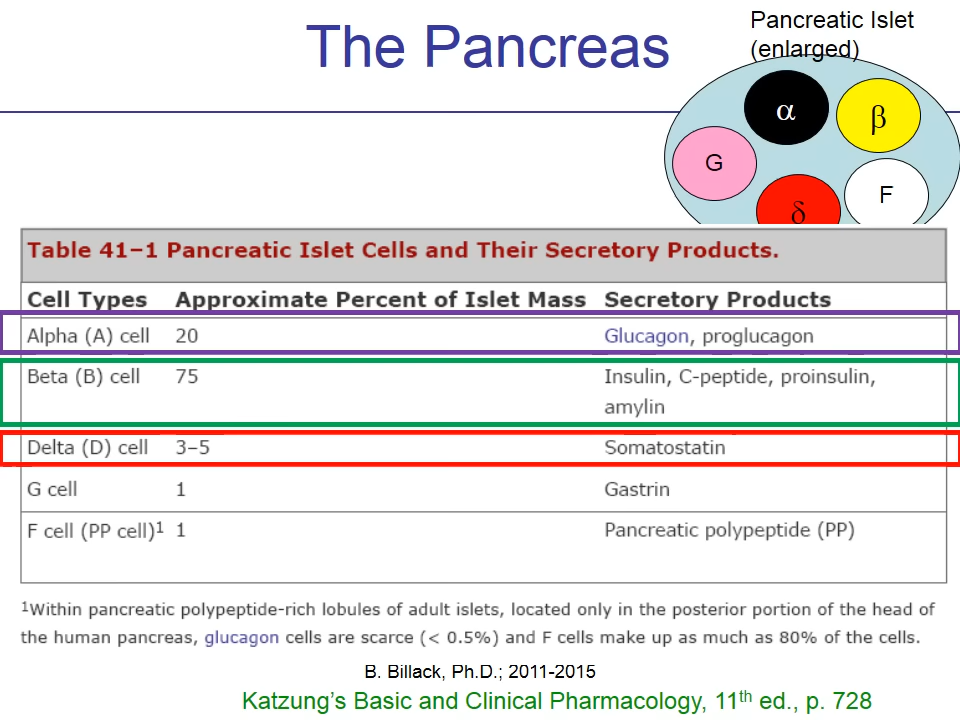 The Pancreas
Pancreatic Islet
(enlarged)
α
β
G
F
δ
Table 41–1 Pancreatic Islet Cells and Their Secretory Products.
Cell Types Approximate Percent of Islet Mass Secretory Products
Alpha (A) cell 20 Glucagon, proglucagon
Beta (B) cell 75 Insulin, C-peptide, proinsulin,
amylin
Delta (D) cell 3–5 Somatostatin
G cell 1 Gastrin
F cell (PP cell)¹ 1 Pancreatic polypeptide (PP)
¹Within pancreatic polypeptide-rich lobules of adult islets, located only in the posterior portion of the head of
the human pancreas, glucagon cells are scarce (< 0.5%) and F cells make up as much as 80% of the cells.
B. Billack, Ph.D.; 2011-2015
Katzung’s Basic and Clinical Pharmacology, 11th ed., p. 728